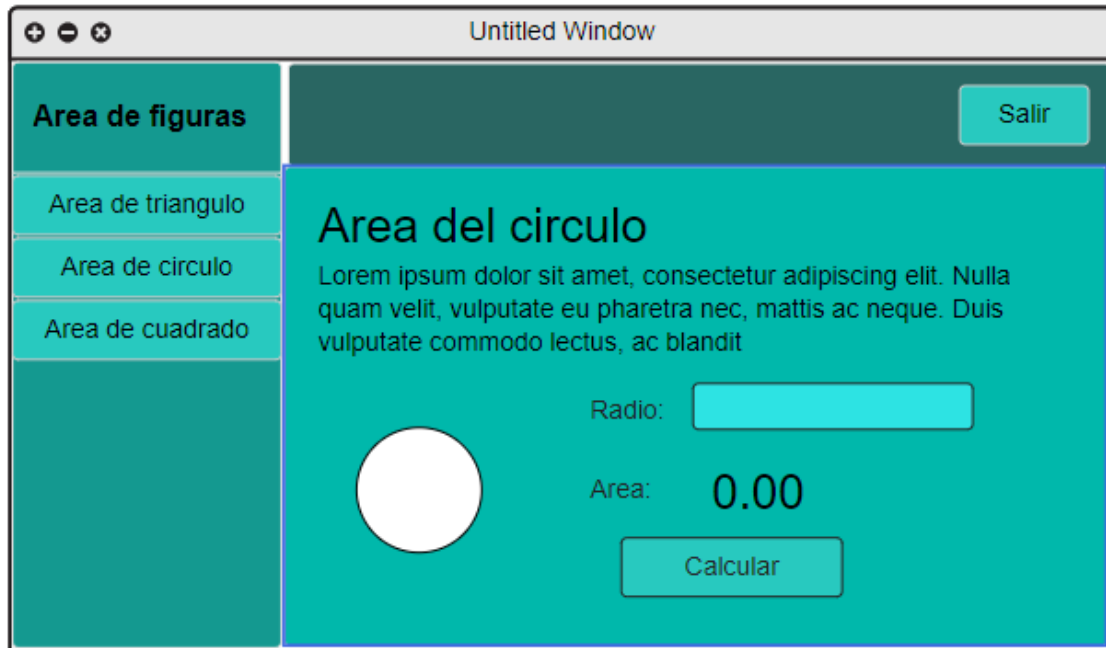 Untitled Window
Area de figuras
Salir
Area de triangulo
Area de circulo
Area de cuadrado
Area del circulo
Lorem ipsum dolor sit amet, consectetur adipiscing elit. Nulla
quam velit, vulputate eu pharetra nec, mattis ac neque. Duis
vulputate commodo lectus, ac blandit
Radio:
Area: 0.00
Calcular